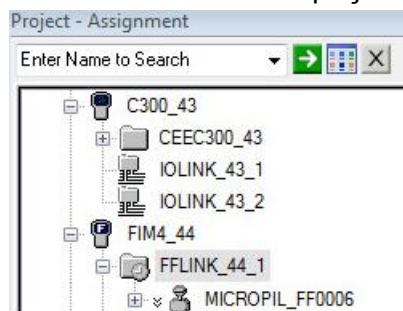 Project - Assignment
Enter Name to Search
C300_43
CEEC300_43
IOLINK_43_1
IOLINK_43_2
FIM4_44
FFLINK_44_1
MICROPIL_FF0006